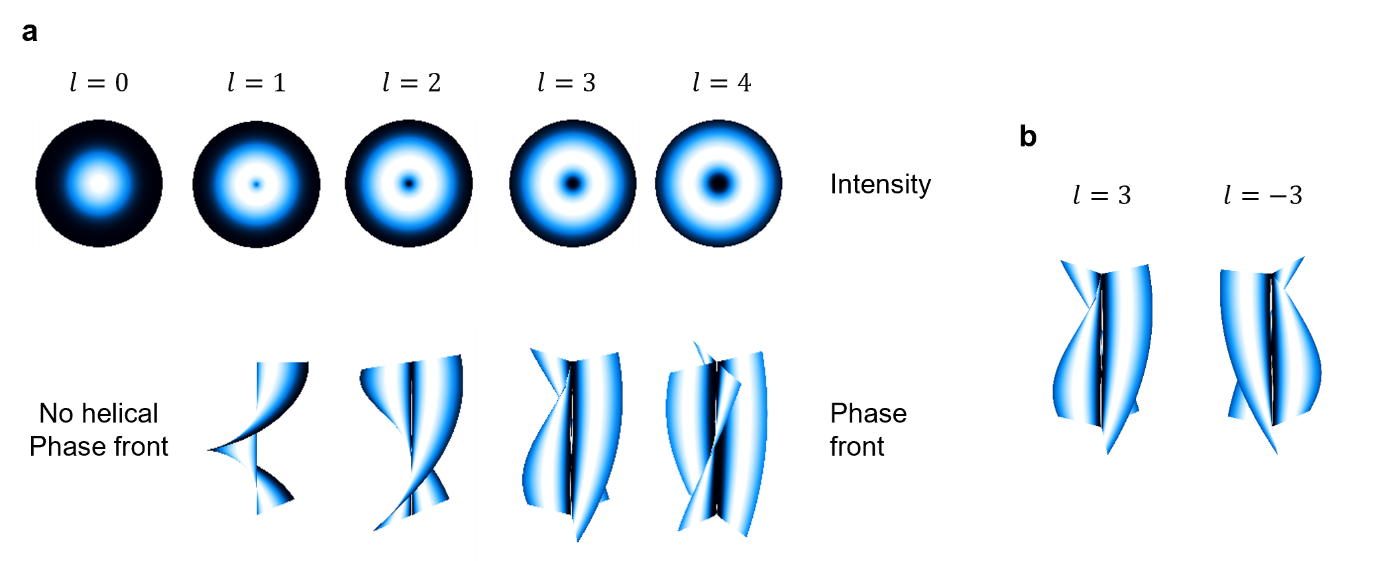 a
l = 0
l = 1
l = 2
l = 3
l = 4
Intensity
No helical
Phase front
Phase
front
b
l = 3
l = −3